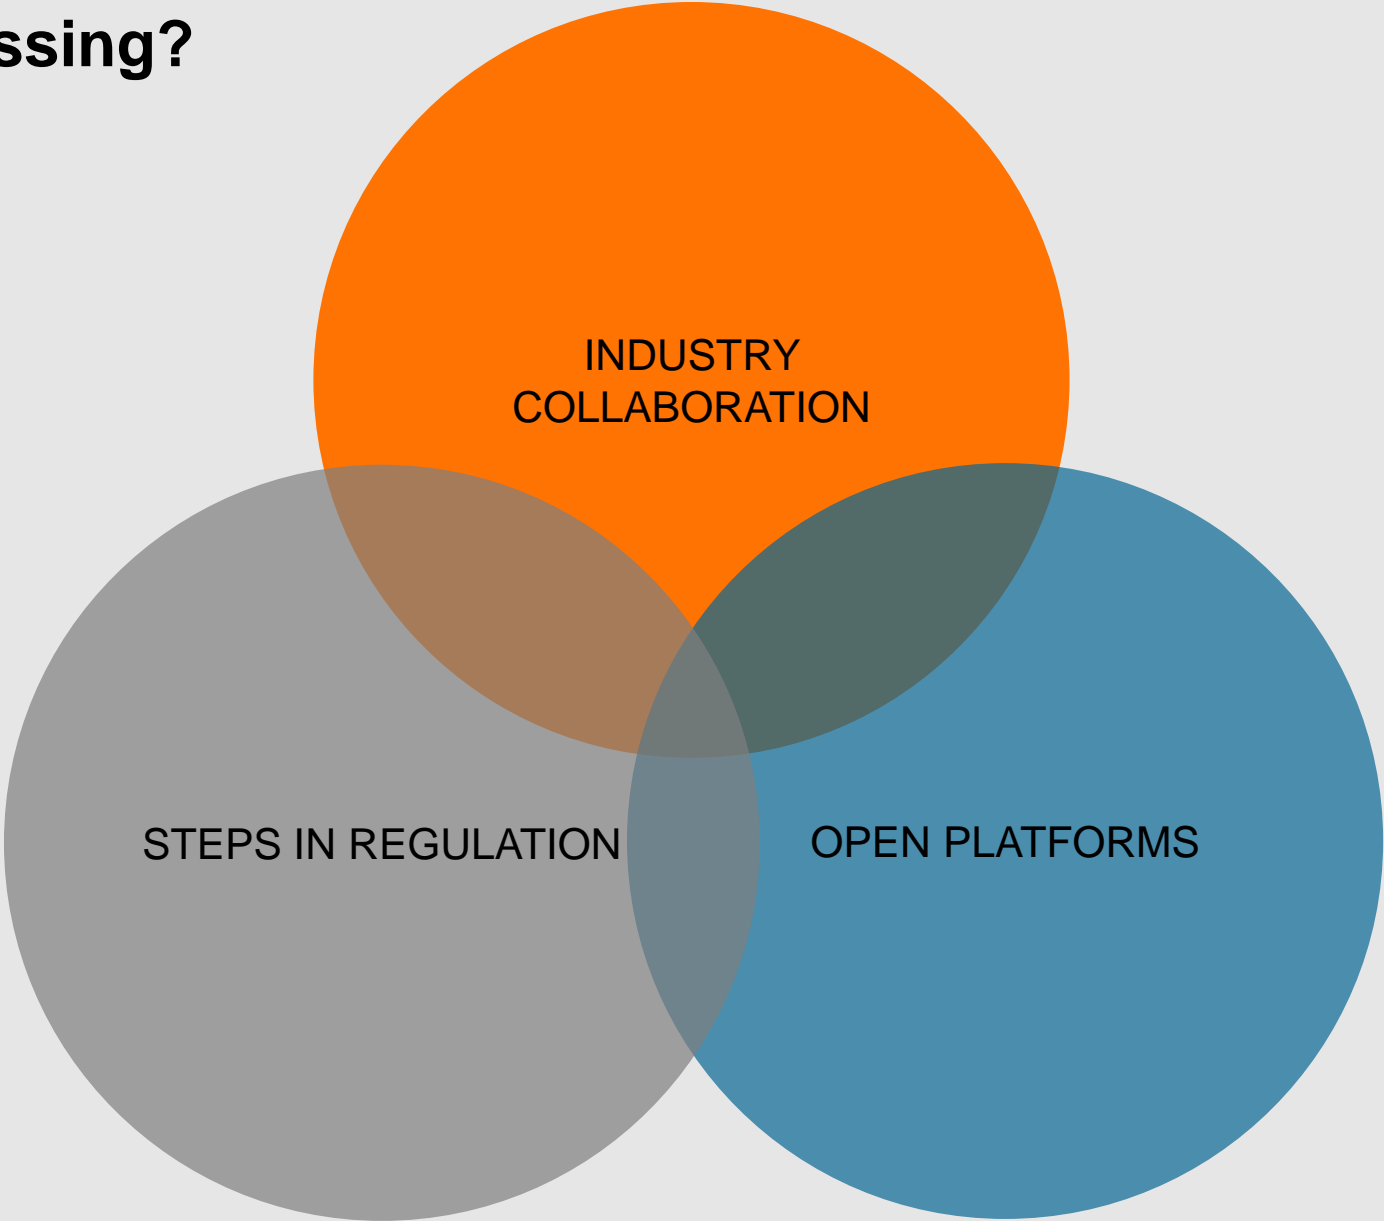 ssing?
INDUSTRY
COLLABORATION
STEPS IN REGULATION
OPEN PLATFORMS